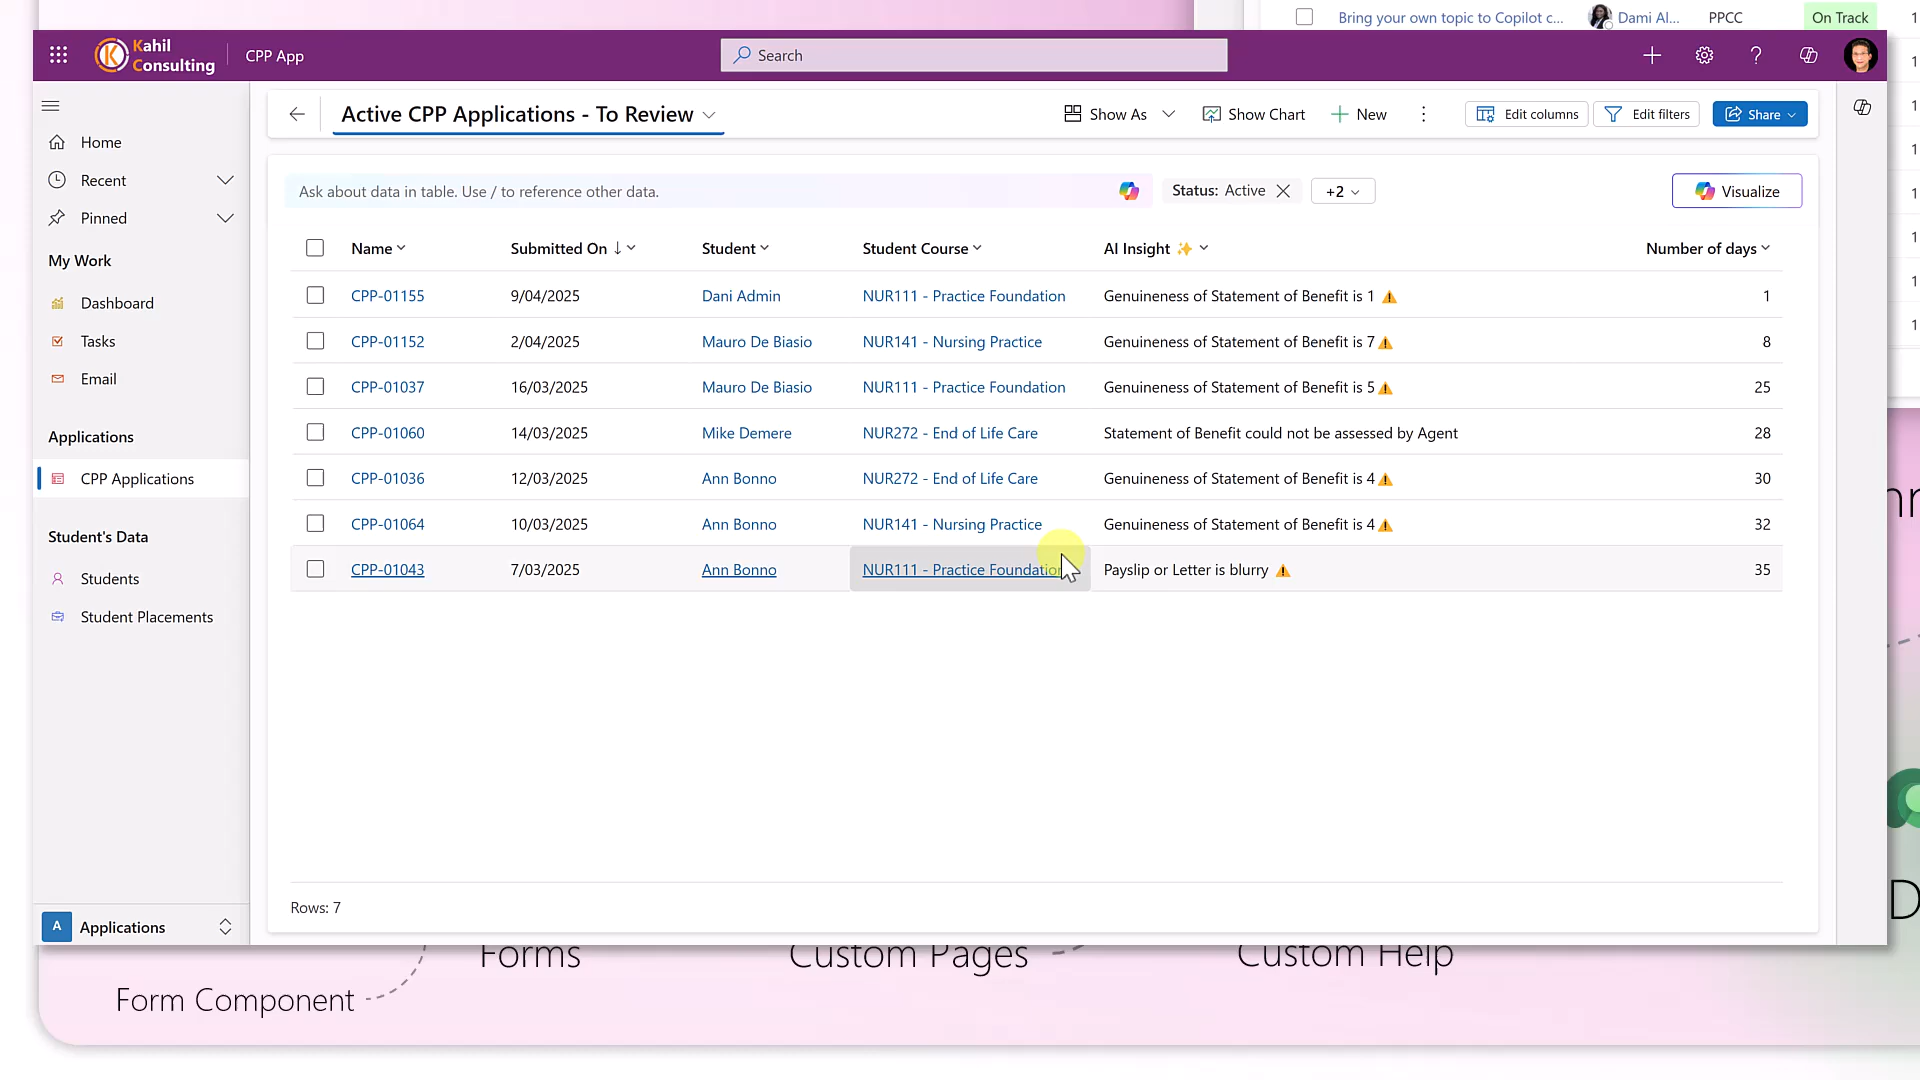 Bring your own topic to Copilot c... Dami Al... PPCC On Track
Kahil
Consulting
CPP App
Search
Home
Recent
Pinned
My Work
Dashboard
Tasks
Email
Applications
CPP Applications
Student's Data
Students
Student Placements
A Applications
Active CPP Applications - To Review
Show As
Show Chart
New
Edit columns
Edit filters
Share
Ask about data in table. Use / to reference other data.
Status: Active
+2
Visualize
Name Submitted On Student Student Course AI Insight ✨ Number of days
CPP-01155 9/04/2025 Dani Admin NUR111 - Practice Foundation Genuineness of Statement of Benefit is 1 ⚠ 1
CPP-01152 2/04/2025 Mauro De Biasio NUR141 - Nursing Practice Genuineness of Statement of Benefit is 7⚠ 8
CPP-01037 16/03/2025 Mauro De Biasio NUR111 - Practice Foundation Genuineness of Statement of Benefit is 5⚠ 25
CPP-01060 14/03/2025 Mike Demere NUR272 - End of Life Care Statement of Benefit could not be assessed by Agent 28
CPP-01036 12/03/2025 Ann Bonno NUR272 - End of Life Care Genuineness of Statement of Benefit is 4⚠ 30
CPP-01064 10/03/2025 Ann Bonno NUR141 - Nursing Practice Genuineness of Statement of Benefit is 4⚠ 32
CPP-01043 7/03/2025 Ann Bonno NUR111 - Practice Foundation Payslip or Letter is blurry ⚠ 35
Rows: 7
Forms
Custom Pages
Custom Help
Form Component